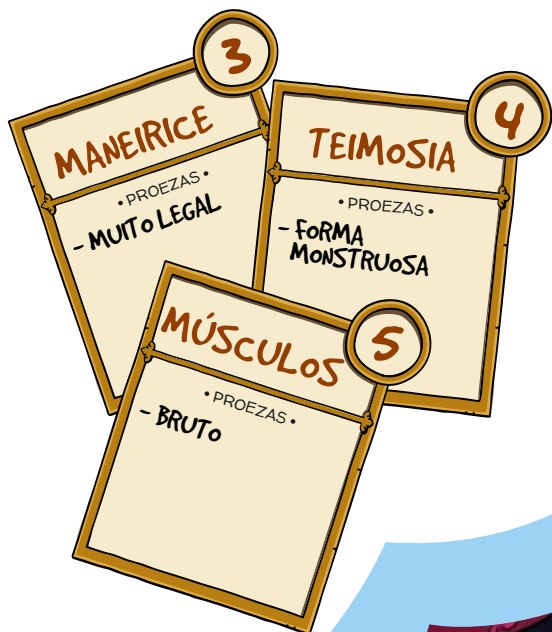 3
MANEIRICE
• PROEZAS •
- MUITO LEGAL
4
TEIMOSIA
• PROEZAS •
- FORMA
MONSTRUOSA
5
MÚSCULOS
• PROEZAS •
- BRUTO